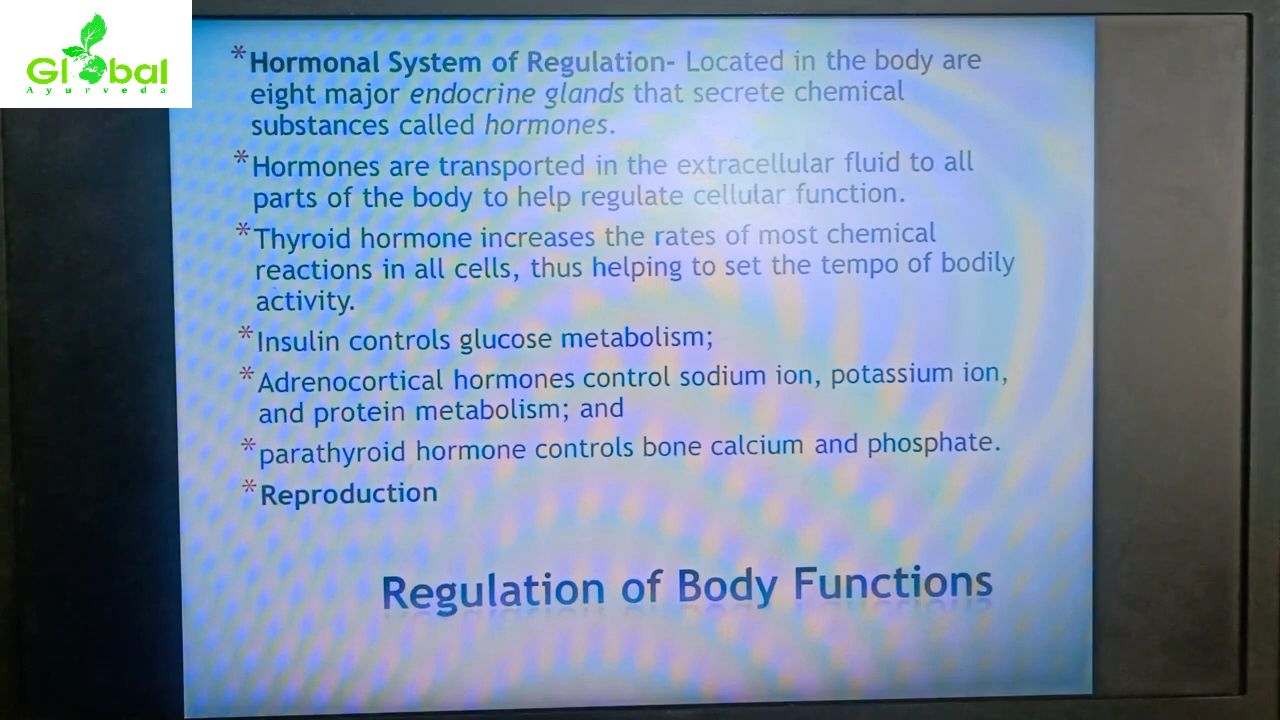 Global
Ayurveda
*Hormonal System of Regulation- Located in the body are
eight major endocrine glands that secrete chemical
substances called hormones.
*Hormones are transported in the extracellular fluid to all
parts of the body to help regulate cellular function.
*Thyroid hormone increases the rates of most chemical
reactions in all cells, thus helping to set the tempo of bodily
activity.
*Insulin controls glucose metabolism;
*Adrenocortical hormones control sodium ion, potassium ion,
and protein metabolism; and
*parathyroid hormone controls bone calcium and phosphate.
*Reproduction
Regulation of Body Functions